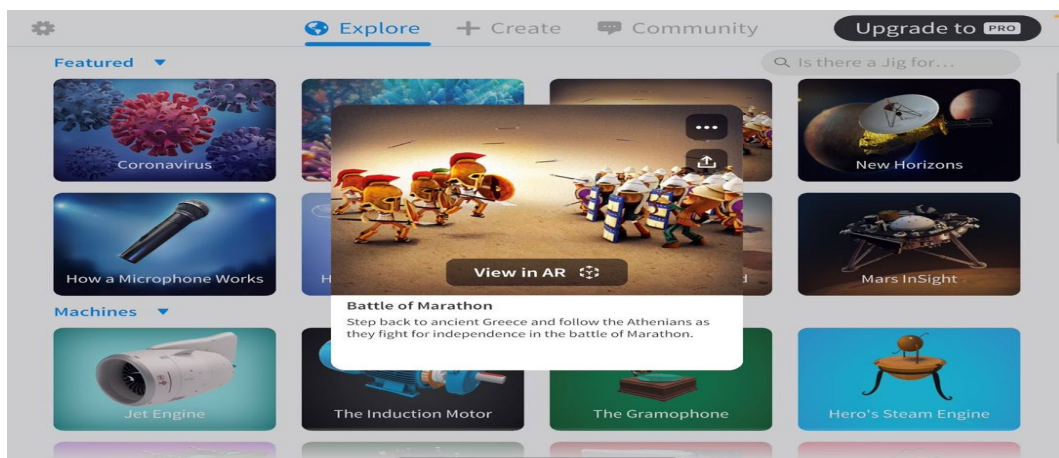 Explore
Create
Community
Upgrade to PRO
Featured
Is there a Jig for...
Coronavirus
New Horizons
How a Microphone Works
H
View in AR
d
Mars InSight
Battle of Marathon
Step back to ancient Greece and follow the Athenians as
they fight for independence in the battle of Marathon.
Machines
Jet Engine
The Induction Motor
The Gramophone
Hero's Steam Engine